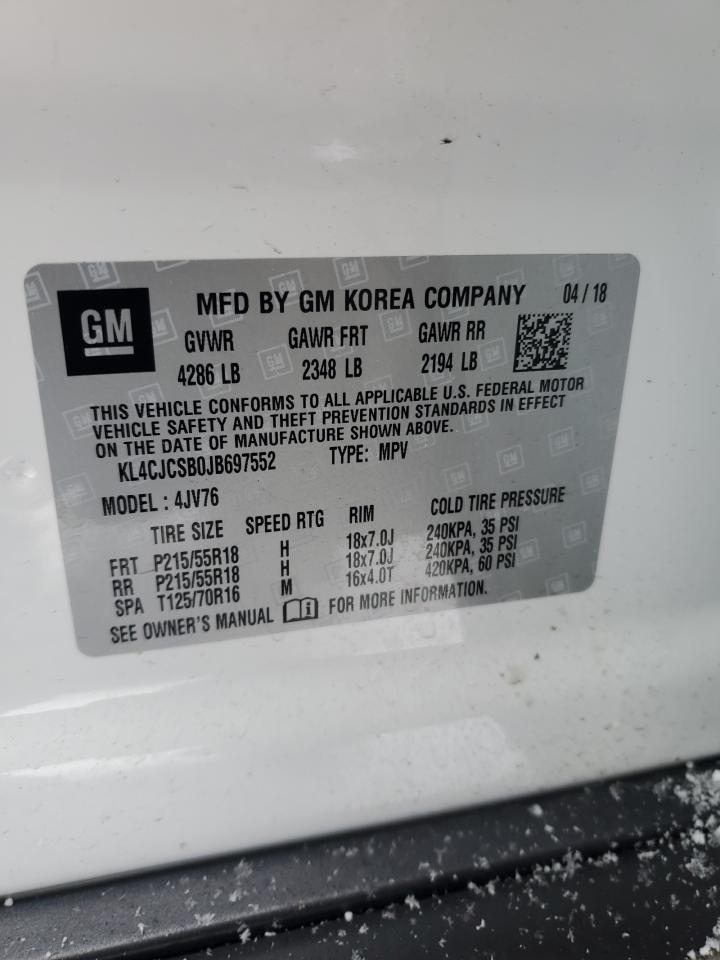 GM
MFD BY GM KOREA COMPANY 04 / 18
GVWR GAWR FRT GAWR RR
4286 LB 2348 LB 2194 LB
THIS VEHICLE CONFORMS TO ALL APPLICABLE U.S. FEDERAL MOTOR
VEHICLE SAFETY AND THEFT PREVENTION STANDARDS IN EFFECT
ON THE DATE OF MANUFACTURE SHOWN ABOVE.
KL4CJCSB0JB697552 TYPE: MPV
MODEL : 4JV76
TIRE SIZE SPEED RTG RIM COLD TIRE PRESSURE
FRT P215/55R18 H 18x7.0J 240KPA, 35 PSI
RR P215/55R18 H 18x7.0J 240KPA, 35 PSI
SPA T125/70R16 M 16x4.0T 420KPA, 60 PSI
SEE OWNER'S MANUAL i FOR MORE INFORMATION.